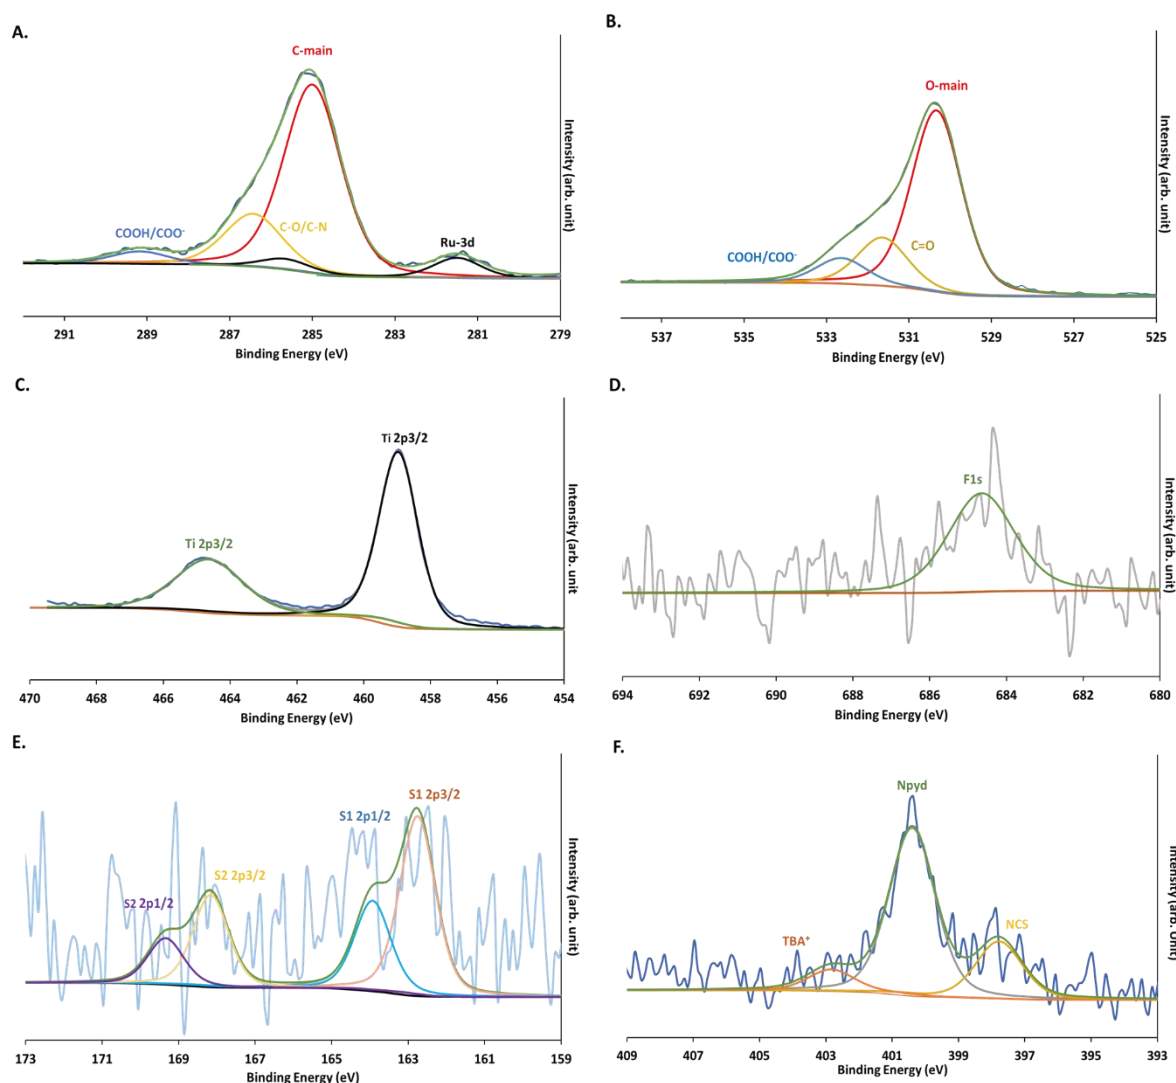 A.
C-main
COOH/COO-
C-O/C-N
Ru-3d
291 289 287 285 283 281 279
Binding Energy (eV)
Intensity (arb. unit)
B.
O-main
COOH/COO-
C=O
537 535 533 531 529 527 525
Binding Energy (eV)
Intensity (arb. unit)
C.
Ti 2p3/2
Ti 2p3/2
470 468 466 464 462 460 458 456 454
Binding Energy (eV)
Intensity (arb. unit
D.
F1s
694 692 690 688 686 684 682 680
Binding Energy (eV)
Intensity (arb. unit)
E.
S1 2p3/2
S1 2p1/2
S2 2p3/2
S2 2p1/2
173 171 169 167 165 163 161 159
Binding Energy (eV)
Intensity (arb. unit)
F.
Npyd
NCS
TBA+
409 407 405 403 401 399 397 395 393
Binding Energy (eV)
Intensity (arb. Unit)